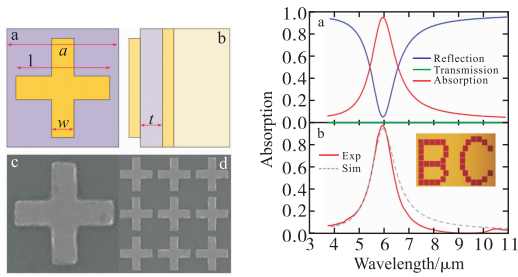 a
a
l
w
b
t
c
d
Absorption
1.0
0.8
0.6
0.4
0.2
0.0
a
Reflection
Transmission
Absorption
1.0
0.8
0.6
0.4
0.2
0.0
b
Exp
Sim
BC
3 4 5 6 7 8 9 10 11
Wavelength/μm